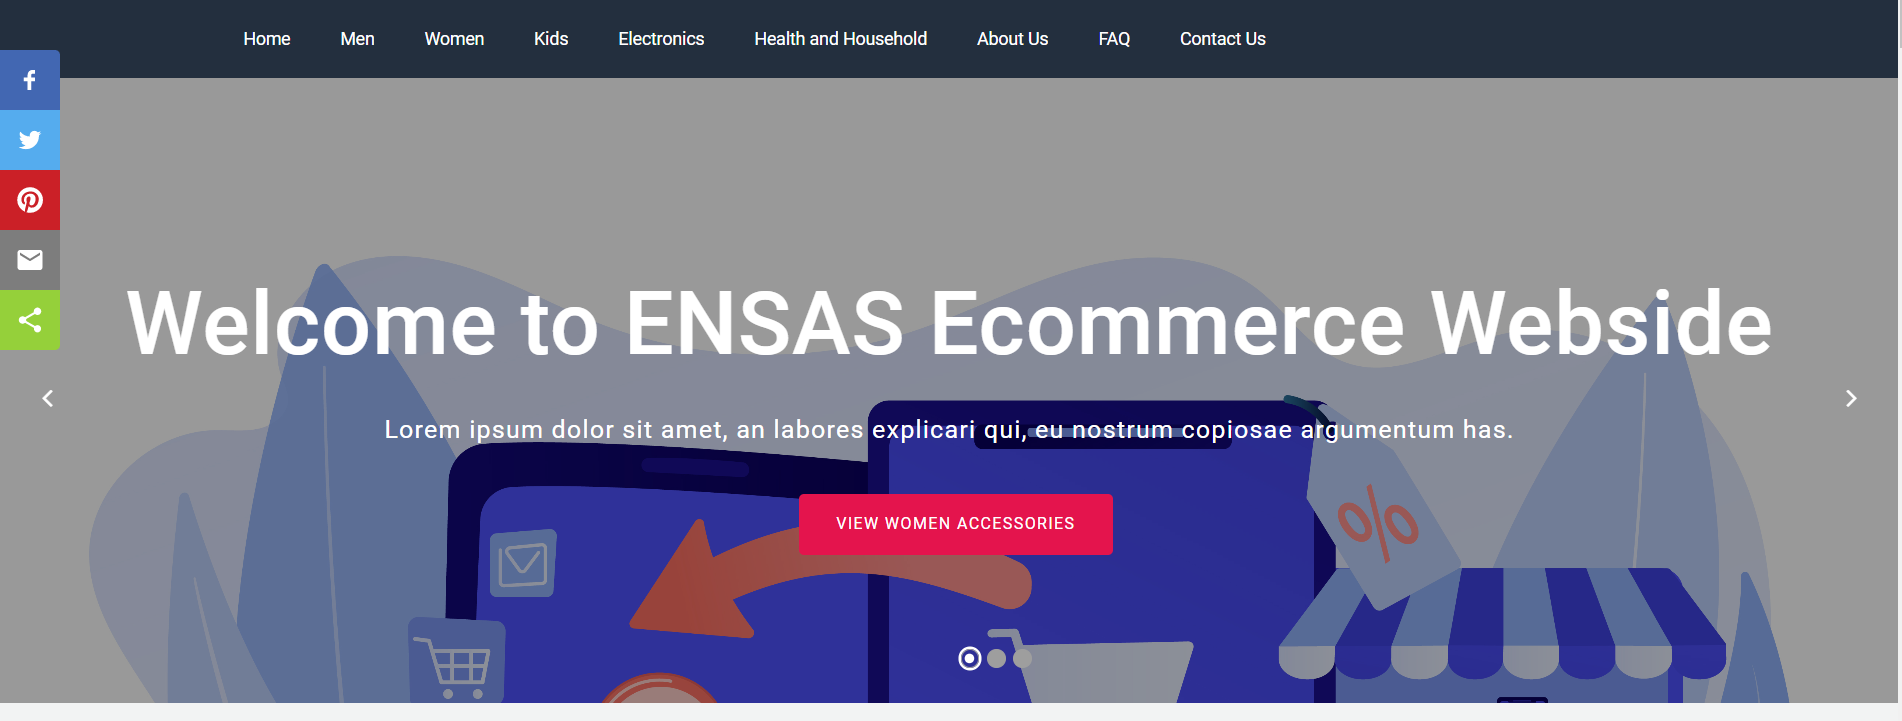 Home Men Women Kids Electronics Health and Household About Us FAQ Contact Us
Welcome to ENSAS Ecommerce Webside
Lorem ipsum dolor sit amet, an labores explicari qui, eu nostrum copiosae argumentum has.
VIEW WOMEN ACCESSORIES
%